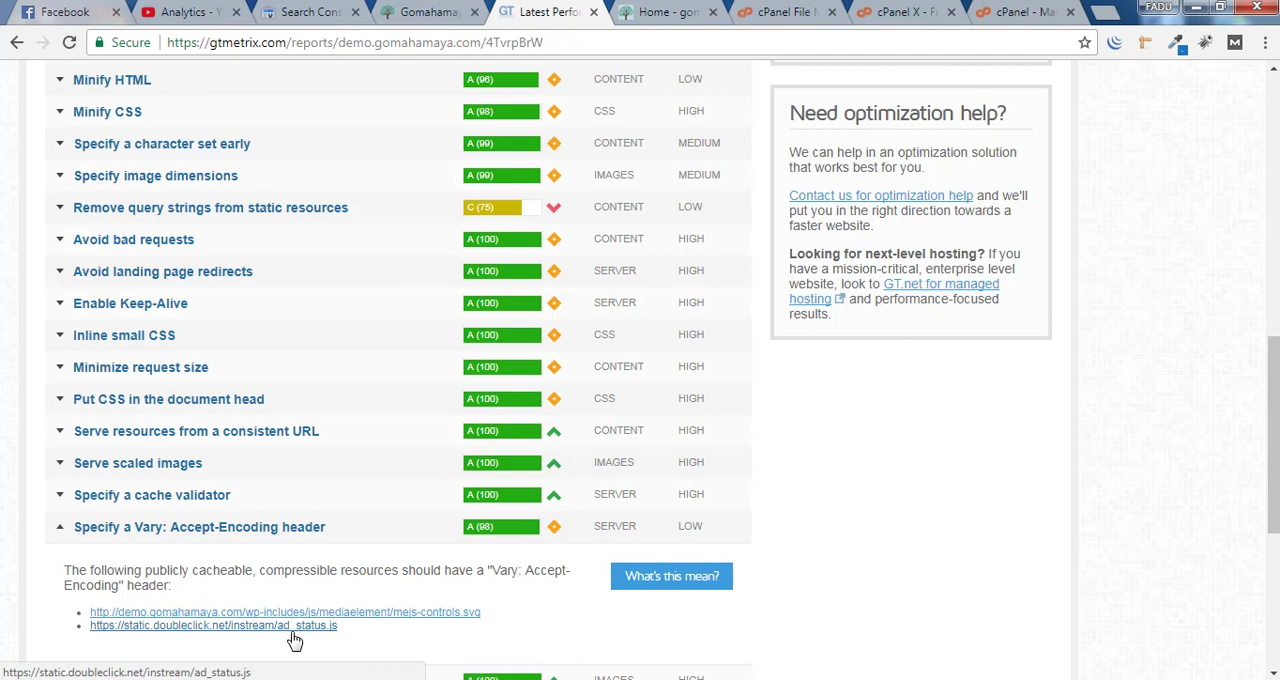 Facebook
Analytics - Y
Search Cons
Gomahamay
Latest Perfo
Home - gom
cPanel File M
cPanel X - Fi
cPanel - Ma
FADU
Secure
https://gtmetrix.com/reports/demo.gomahamaya.com/4TvrpBrW
Minify HTML A (96) CONTENT LOW
Minify CSS A (98) CSS HIGH
Specify a character set early A (99) CONTENT MEDIUM
Specify image dimensions A (99) IMAGES MEDIUM
Remove query strings from static resources C (75) CONTENT LOW
Avoid bad requests A (100) CONTENT HIGH
Avoid landing page redirects A (100) SERVER HIGH
Enable Keep-Alive A (100) SERVER HIGH
Inline small CSS A (100) CSS HIGH
Minimize request size A (100) CONTENT HIGH
Put CSS in the document head A (100) CSS HIGH
Serve resources from a consistent URL A (100) CONTENT HIGH
Serve scaled images A (100) IMAGES HIGH
Specify a cache validator A (100) SERVER HIGH
Specify a Vary: Accept-Encoding header A (98) SERVER LOW
The following publicly cacheable, compressible resources should have a "Vary: Accept-
Encoding" header:
What's this mean?
http://demo.gomahamaya.com/wp-includes/js/mediaelement/mejs-controls.svg
https://static.doubleclick.net/instream/ad_status.js
A (100) IMAGES HIGH
Need optimization help?
We can help in an optimization solution
that works best for you.
Contact us for optimization help and we'll
put you in the right direction towards a
faster website.
Looking for next-level hosting? If you
have a mission-critical, enterprise level
website, look to GT.net for managed
hosting and performance-focused
results.
https://static.doubleclick.net/instream/ad_status.js